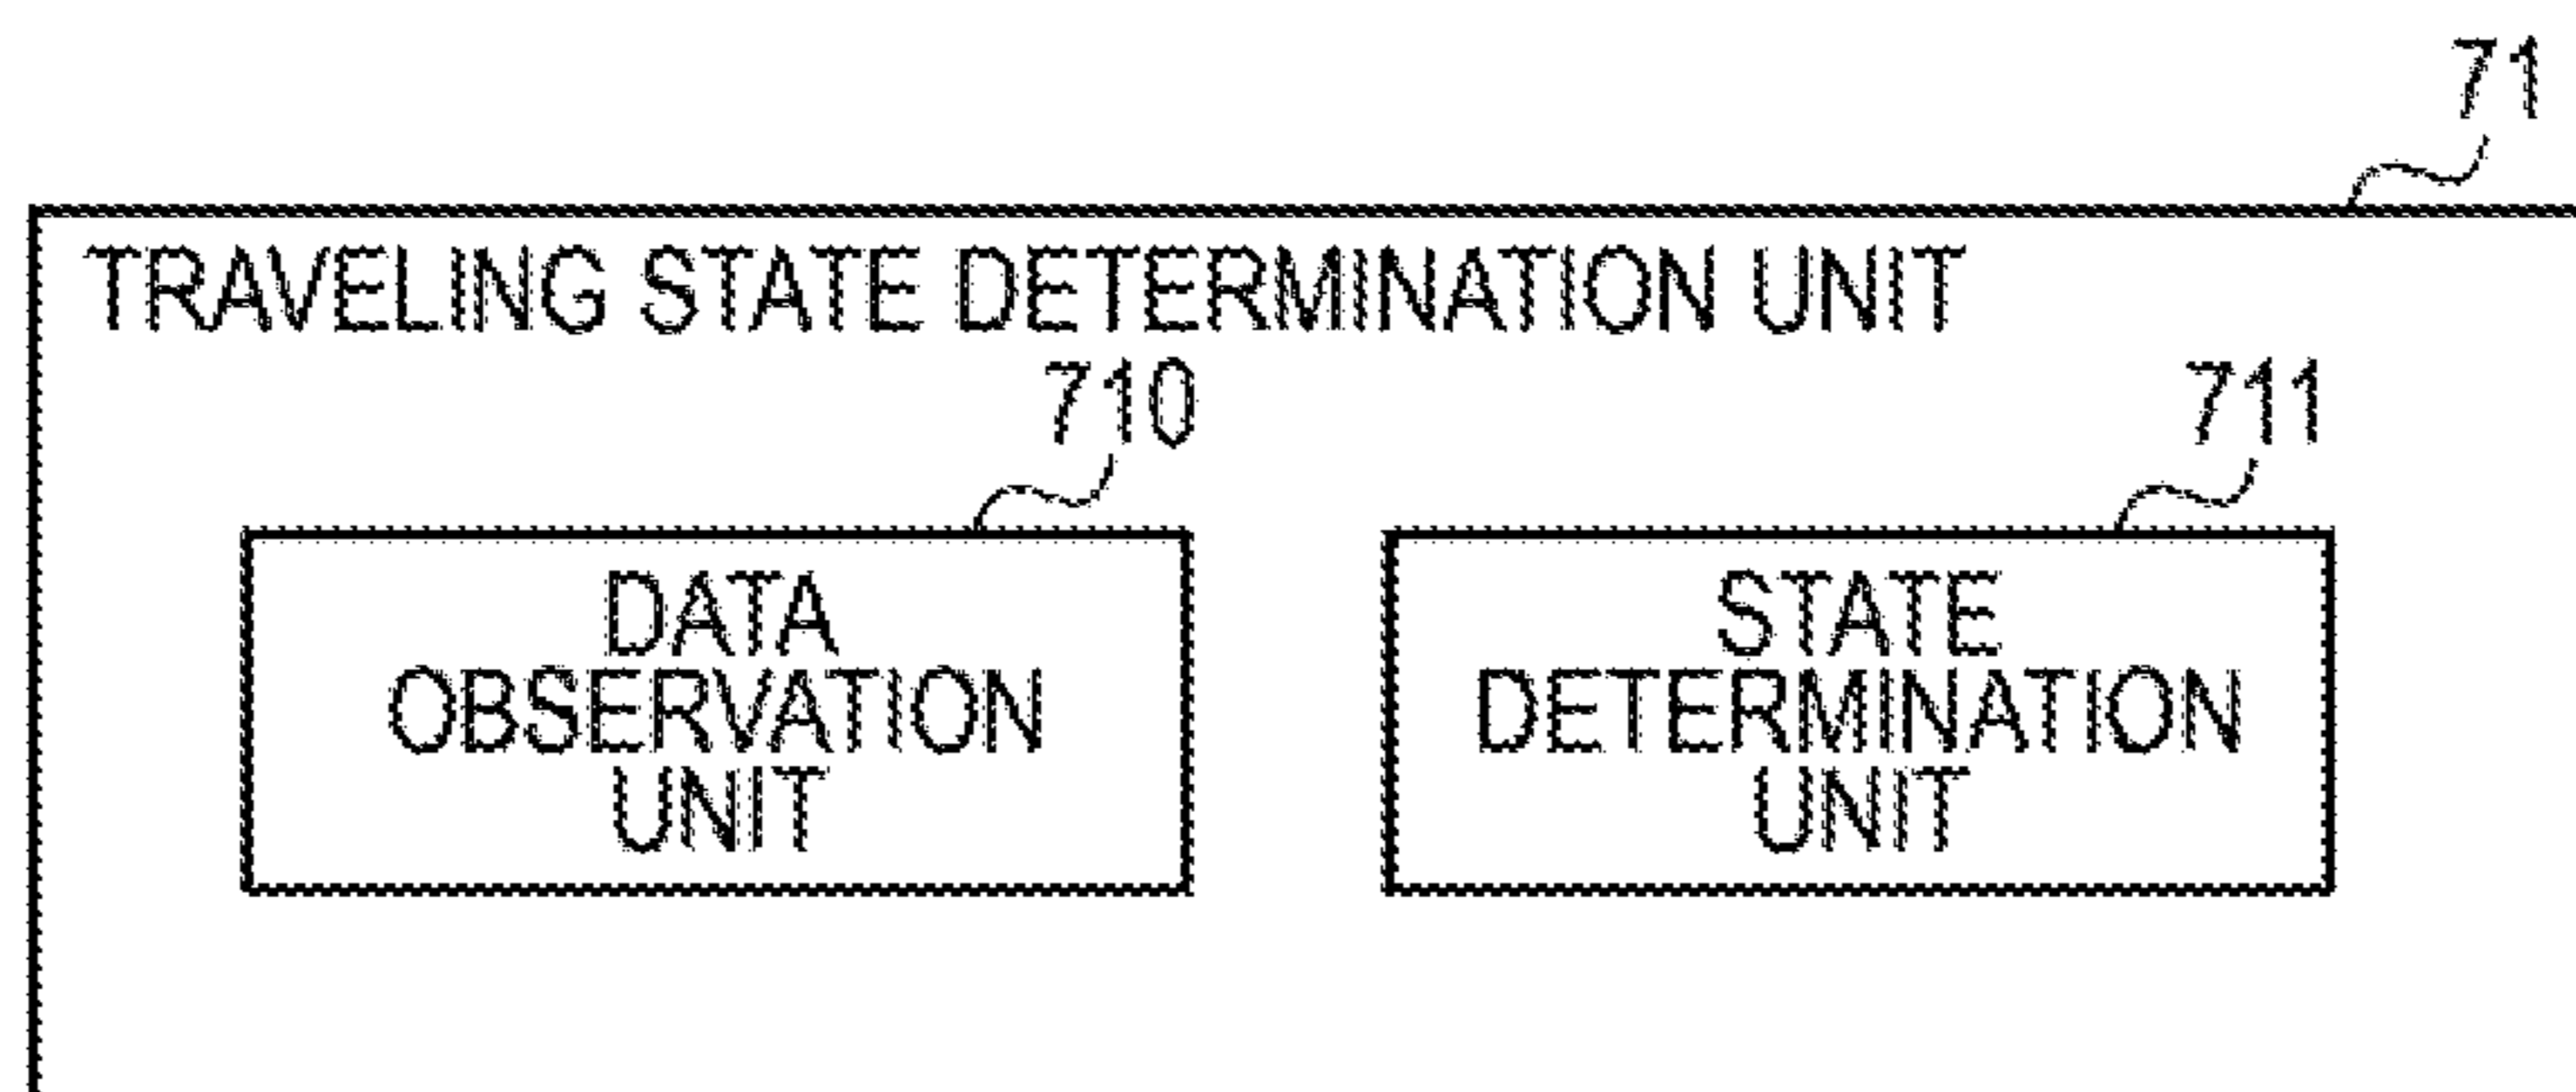 71
TRAVELING STATE DETERMINATION UNIT
710
711
DATA
OBSERVATION
UNIT
STATE
DETERMINATION
UNIT